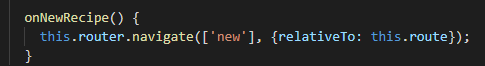 onNewRecipe() {
this.router.navigate(['new'], {relativeTo: this.route});
}